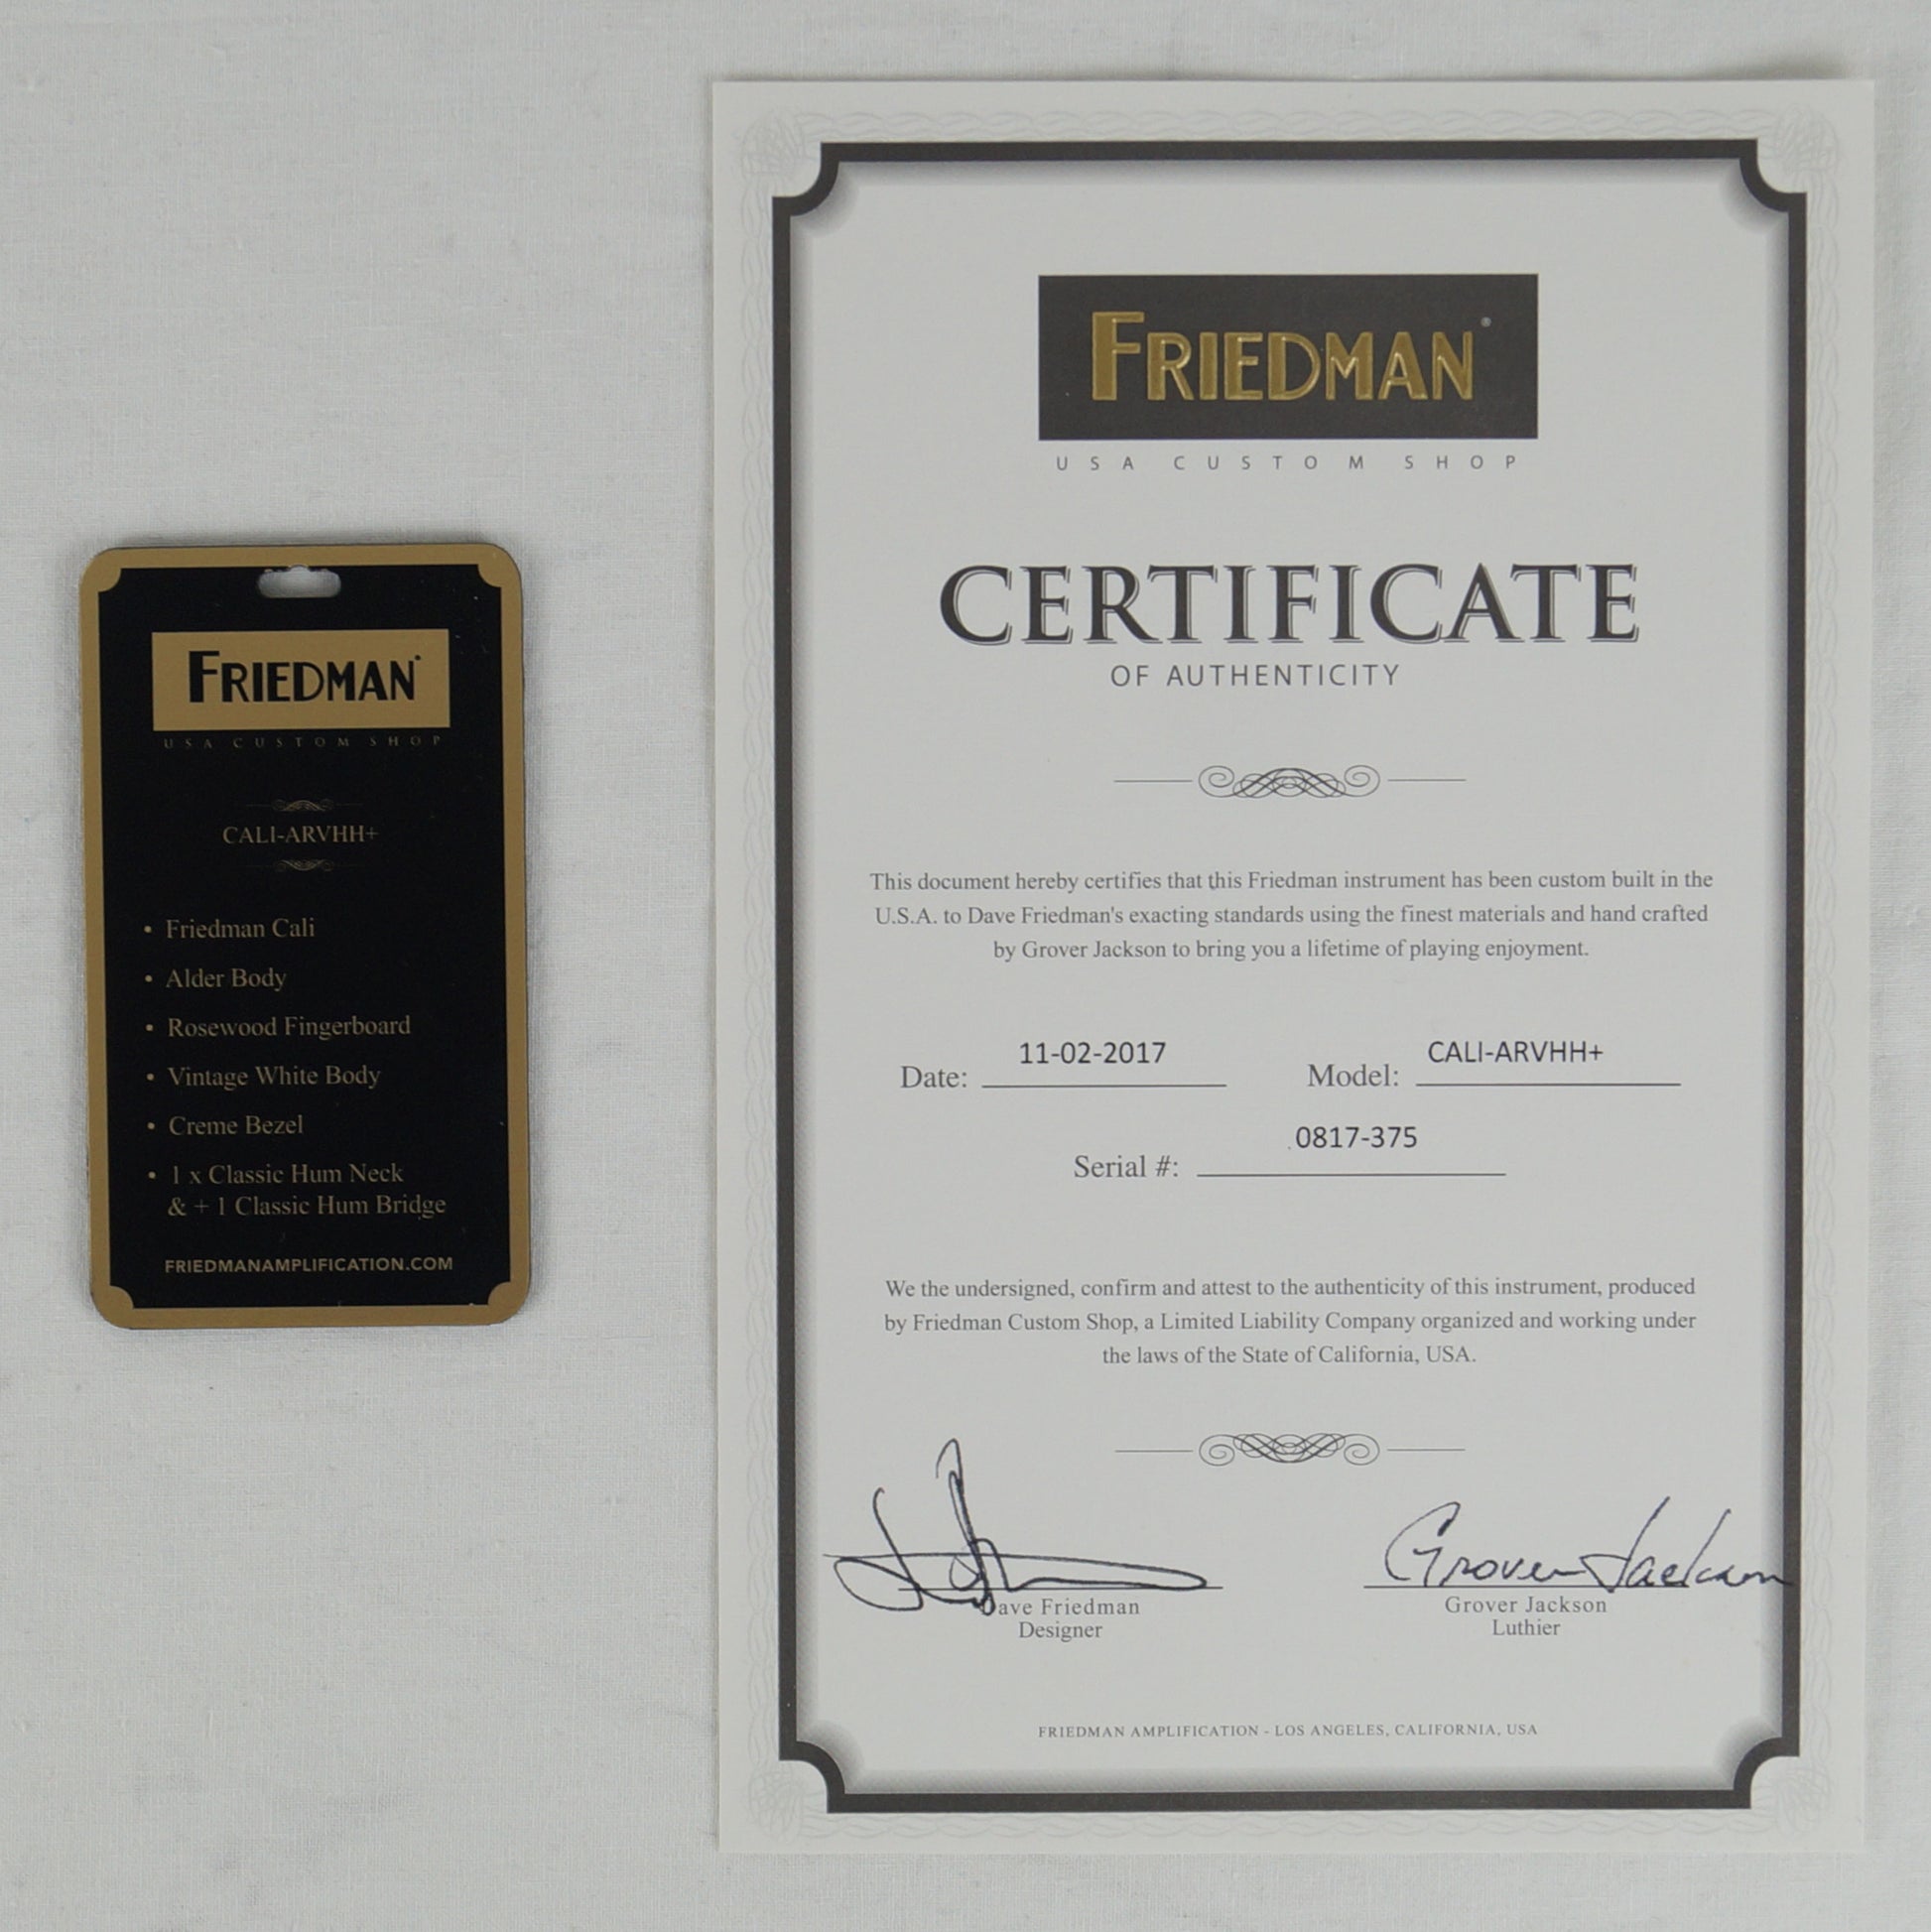 FRIEDMAN
USA CUSTOM SHOP
CALI-ARVHH+
• Friedman Cali
• Alder Body
• Rosewood Fingerboard
• Vintage White Body
• Creme Bezel
• 1 x Classic Hum Neck
& + 1 Classic Hum Bridge
FRIEDMANAMPLIFICATION.COM
FRIEDMAN®
USA CUSTOM SHOP
CERTIFICATE
OF AUTHENTICITY
This document hereby certifies that this Friedman instrument has been custom built in the
U.S.A. to Dave Friedman's exacting standards using the finest materials and hand crafted
by Grover Jackson to bring you a lifetime of playing enjoyment.
Date: 11-02-2017 Model: CALI-ARVHH+
Serial #: 0817-375
We the undersigned, confirm and attest to the authenticity of this instrument, produced
by Friedman Custom Shop, a Limited Liability Company organized and working under
the laws of the State of California, USA.
Grover Jackson
Dave Friedman
Designer
Grover Jackson
Luthier
FRIEDMAN AMPLIFICATION - LOS ANGELES, CALIFORNIA, USA